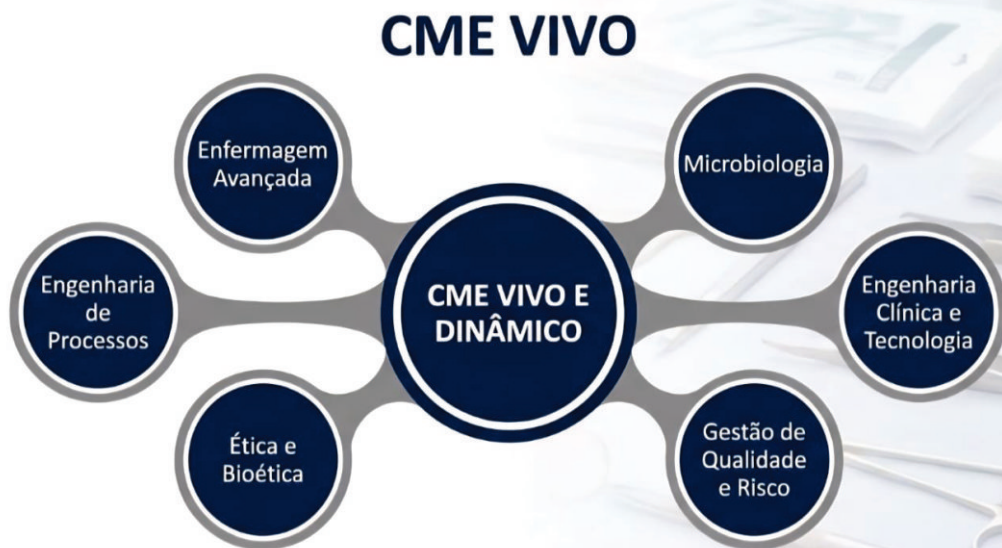 CME VIVO
Enfermagem
Avançada
Microbiologia
Engenharia
de
Processos
CME VIVO E
DINÂMICO
Engenharia
Clínica e
Tecnologia
Ética e
Bioética
Gestão de
Qualidade
e Risco